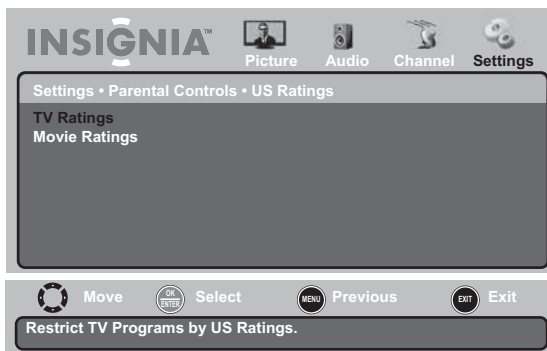 INSIGNIA™
Picture Audio Channel Settings
Settings • Parental Controls • US Ratings
TV Ratings
Movie Ratings
Move OK ENTER Select MENU Previous EXIT Exit
Restrict TV Programs by US Ratings.